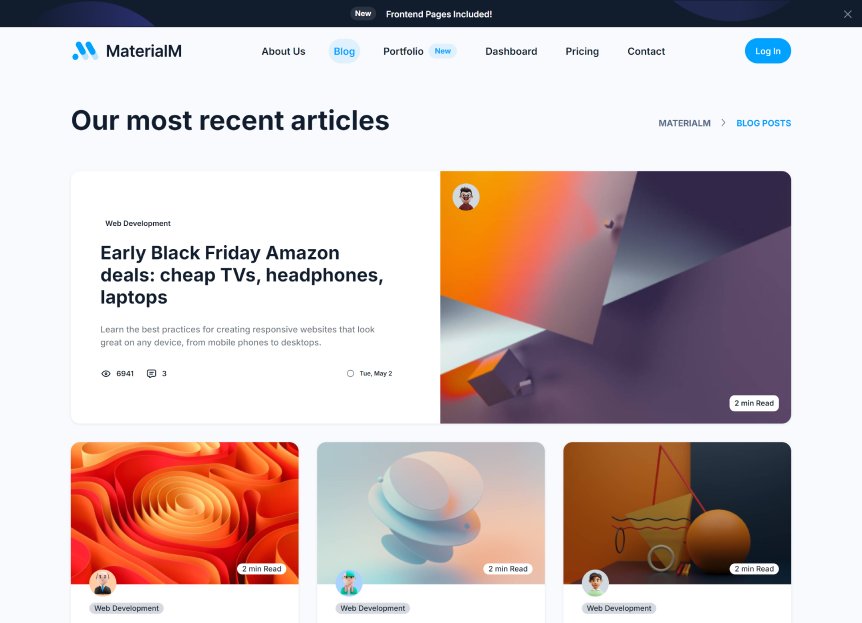 New Frontend Pages Included!
MaterialM
About Us Blog Portfolio New Dashboard Pricing Contact Log In
Our most recent articles
MATERIALM > BLOG POSTS
Web Development
Early Black Friday Amazon
deals: cheap TVs, headphones,
laptops
Learn the best practices for creating responsive websites that look
great on any device, from mobile phones to desktops.
6941 3 Tue, May 2
2 min Read
2 min Read 2 min Read 2 min Read
Web Development Web Development Web Development